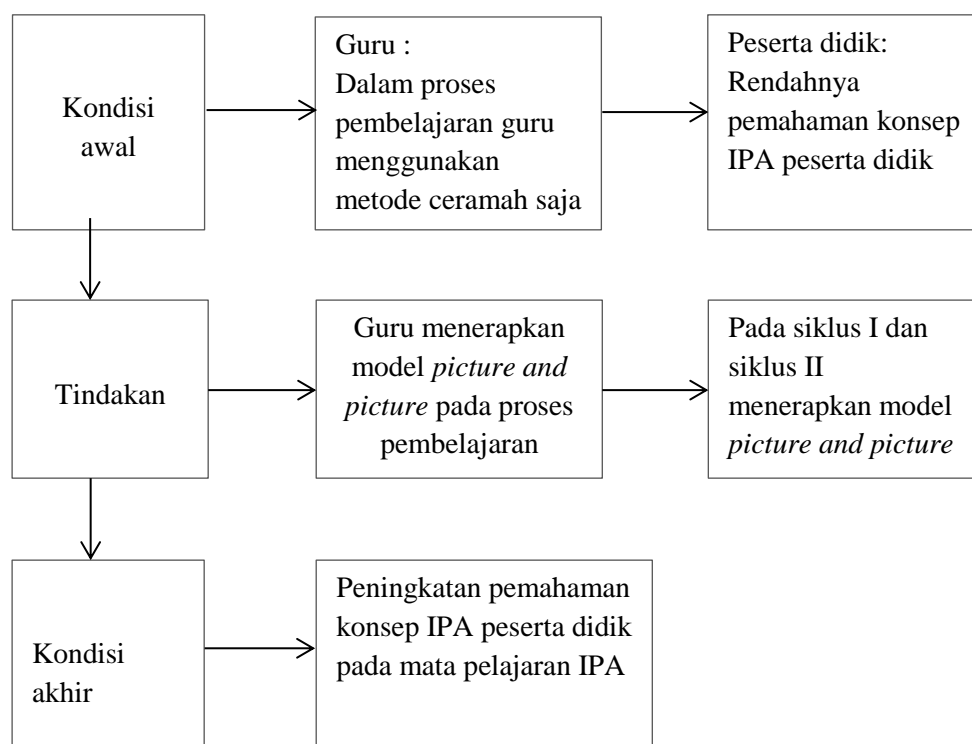 Kondisi
awal
Guru :
Dalam proses
pembelajaran guru
menggunakan
metode ceramah saja
Peserta didik:
Rendahnya
pemahaman konsep
IPA peserta didik
Tindakan
Guru menerapkan
model picture and
picture pada proses
pembelajaran
Pada siklus I dan
siklus II
menerapkan model
picture and picture
Kondisi
akhir
Peningkatan pemahaman
konsep IPA peserta didik
pada mata pelajaran IPA